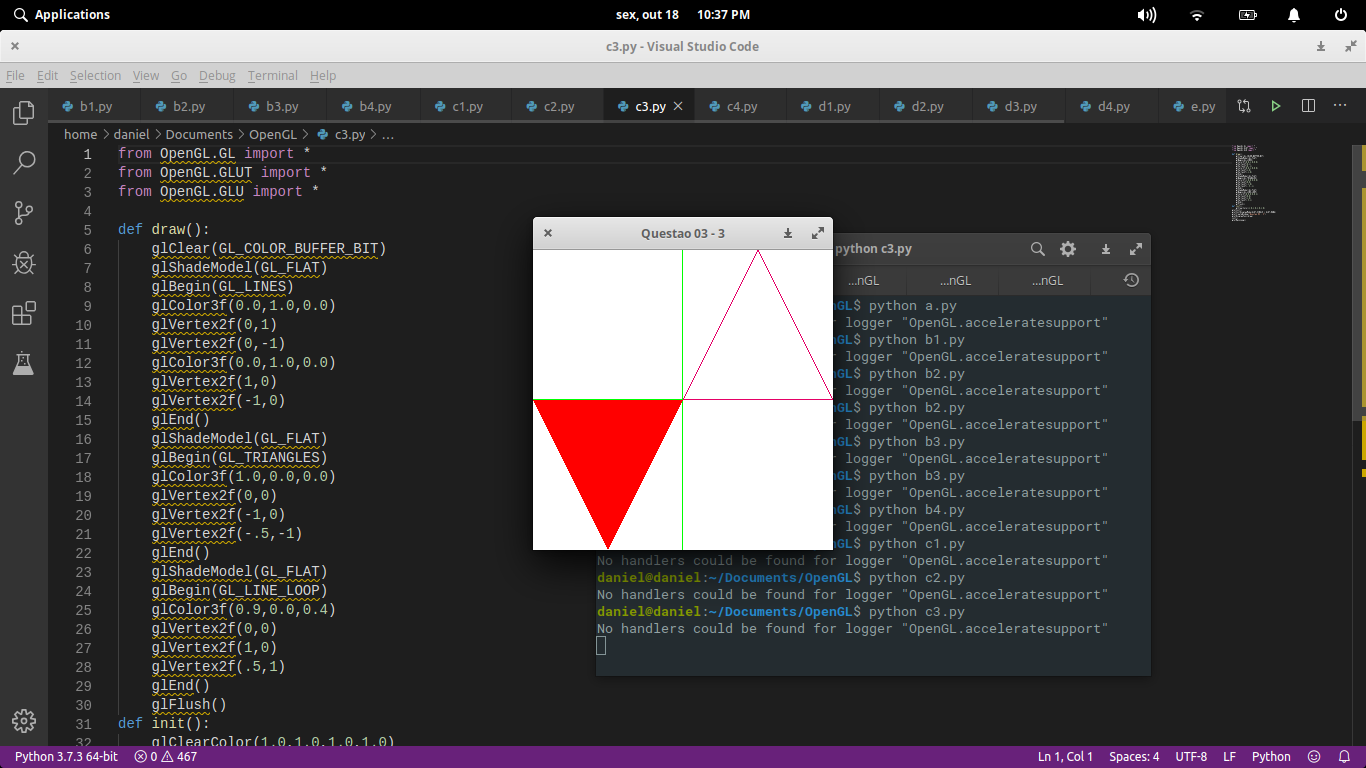 Applications
sex, out 18 10:37 PM
c3.py - Visual Studio Code
File Edit Selection View Go Debug Terminal Help
b1.py b2.py b3.py b4.py c1.py c2.py c3.py c4.py d1.py d2.py d3.py d4.py e.py
home > daniel > Documents > OpenGL > c3.py > ...
1 from OpenGL.GL import *
2 from OpenGL.GLUT import *
3 from OpenGL.GLU import *
4
5 def draw():
6 glClear(GL_COLOR_BUFFER_BIT)
7 glShadeModel(GL_FLAT)
8 glBegin(GL_LINES)
9 glColor3f(0.0,1.0,0.0)
10 glVertex2f(0,1)
11 glVertex2f(0,-1)
12 glColor3f(0.0,1.0,0.0)
13 glVertex2f(1,0)
14 glVertex2f(-1,0)
15 glEnd()
16 glShadeModel(GL_FLAT)
17 glBegin(GL_TRIANGLES)
18 glColor3f(1.0,0.0,0.0)
19 glVertex2f(0,0)
20 glVertex2f(-1,0)
21 glVertex2f(-.5,-1)
22 glEnd()
23 glShadeModel(GL_FLAT)
24 glBegin(GL_LINE_LOOP)
25 glColor3f(0.9,0.0,0.4)
26 glVertex2f(0,0)
27 glVertex2f(1,0)
28 glVertex2f(.5,1)
29 glEnd()
30 glFlush()
31 def init():
32 glClearColor(1.0,1.0,1.0,1.0)
Questao 03 - 3
python c3.py
...nGL ...nGL ...nGL
nGL$ python a.py
r logger "OpenGL.acceleratesupport"
nGL$ python b1.py
r logger "OpenGL.acceleratesupport"
nGL$ python b2.py
r logger "OpenGL.acceleratesupport"
nGL$ python b2.py
r logger "OpenGL.acceleratesupport"
nGL$ python b3.py
r logger "OpenGL.acceleratesupport"
nGL$ python b3.py
r logger "OpenGL.acceleratesupport"
nGL$ python b4.py
r logger "OpenGL.acceleratesupport"
nGL$ python c1.py
No handlers could be found for logger "OpenGL.acceleratesupport"
daniel@daniel:~/Documents/OpenGL$ python c2.py
No handlers could be found for logger "OpenGL.acceleratesupport"
daniel@daniel:~/Documents/OpenGL$ python c3.py
No handlers could be found for logger "OpenGL.acceleratesupport"
Python 3.7.3 64-bit 0 467 Ln 1, Col 1 Spaces: 4 UTF-8 LF Python